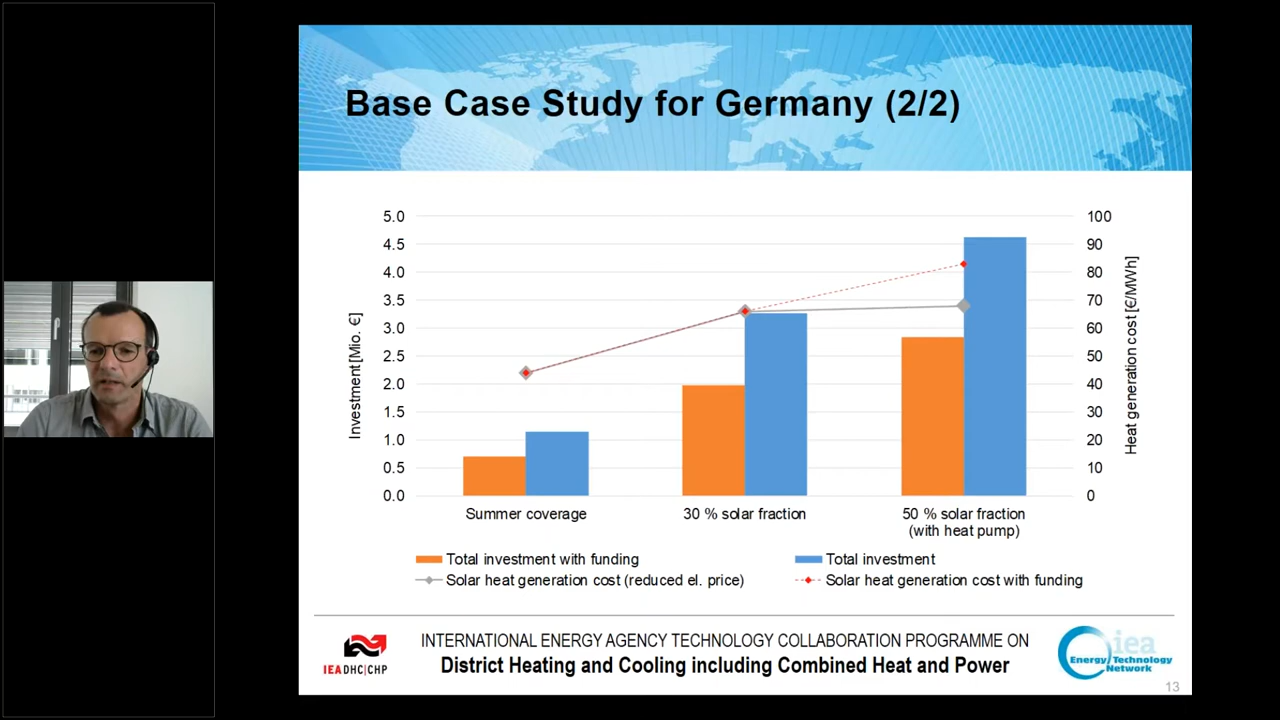 Base Case Study for Germany (2/2)
5.0
4.5
4.0
3.5
3.0
2.5
2.0
1.5
1.0
0.5
0.0
Investment [Mio. €]
100
90
80
70
60
50
40
30
20
10
0
Heat generation cost [€/MWh]
Summer coverage
30 % solar fraction
50 % solar fraction
(with heat pump)
Total investment with funding
Total investment
Solar heat generation cost (reduced el. price)
Solar heat generation cost with funding
IEA DHC|CHP
INTERNATIONAL ENERGY AGENCY TECHNOLOGY COLLABORATION PROGRAMME ON
District Heating and Cooling including Combined Heat and Power
iea
Energy Technology
Network
13